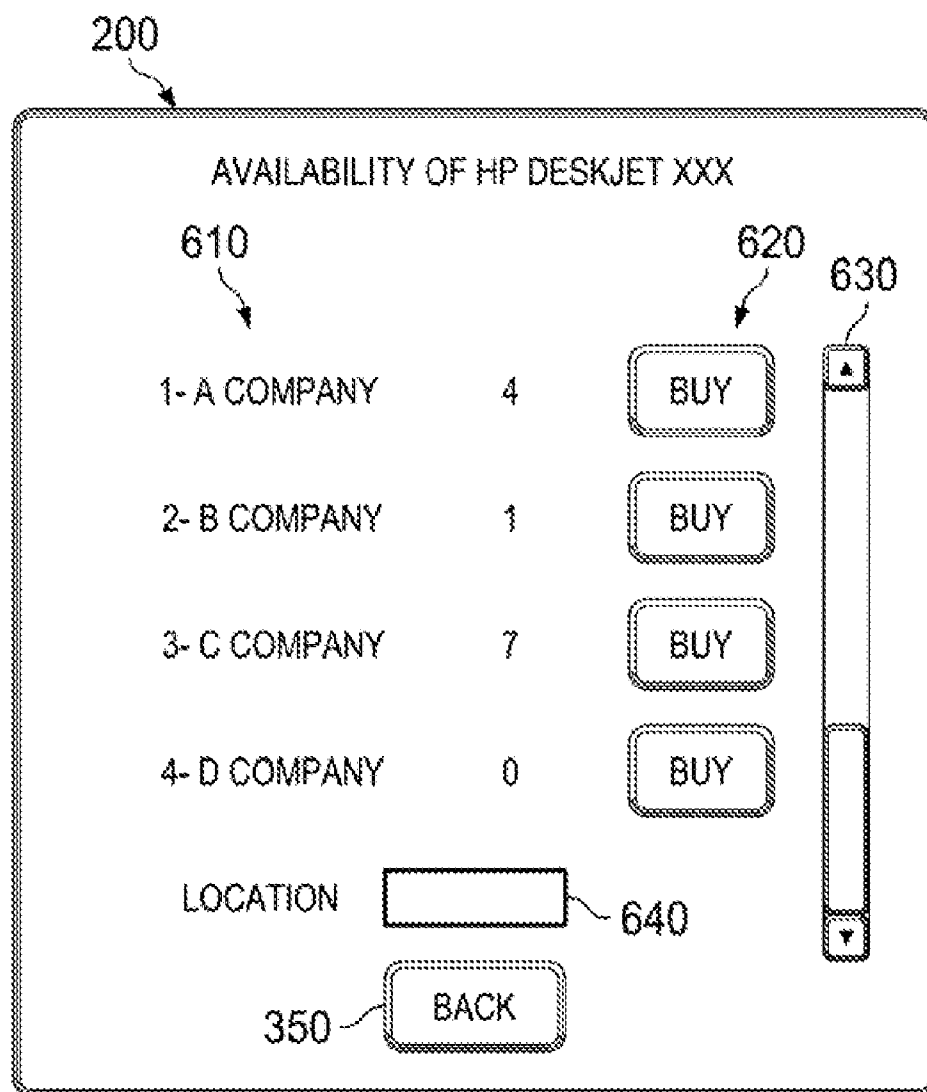 200
AVAILABILITY OF HP DESKJET XXX
610 620
630
1- A COMPANY 4 BUY
2- B COMPANY 1 BUY
3- C COMPANY 7 BUY
4- D COMPANY 0 BUY
LOCATION 640
350 BACK